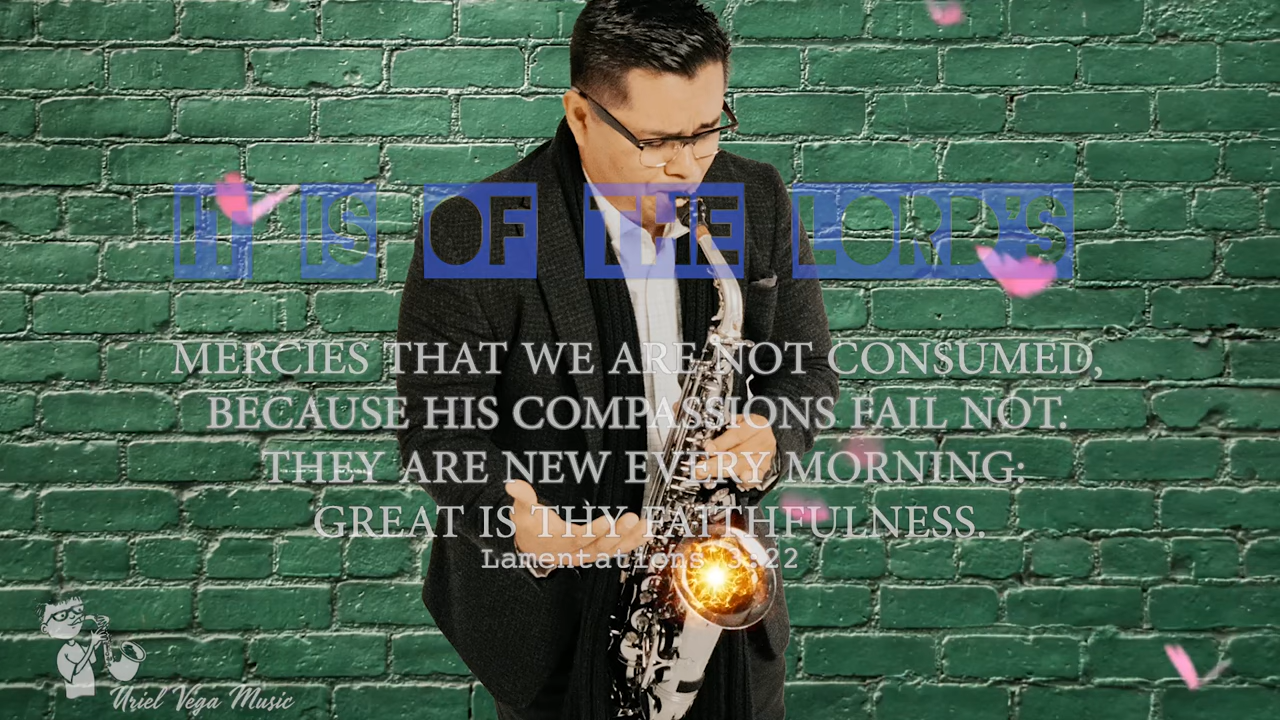 IT IS OF THE LORD'S
MERCIES THAT WE ARE NOT CONSUMED,
BECAUSE HIS COMPASSIONS FAIL NOT.
THEY ARE NEW EVERY MORNING:
GREAT IS THY FAITHFULNESS.
Lamentations 3:22
Uriel Vega Music